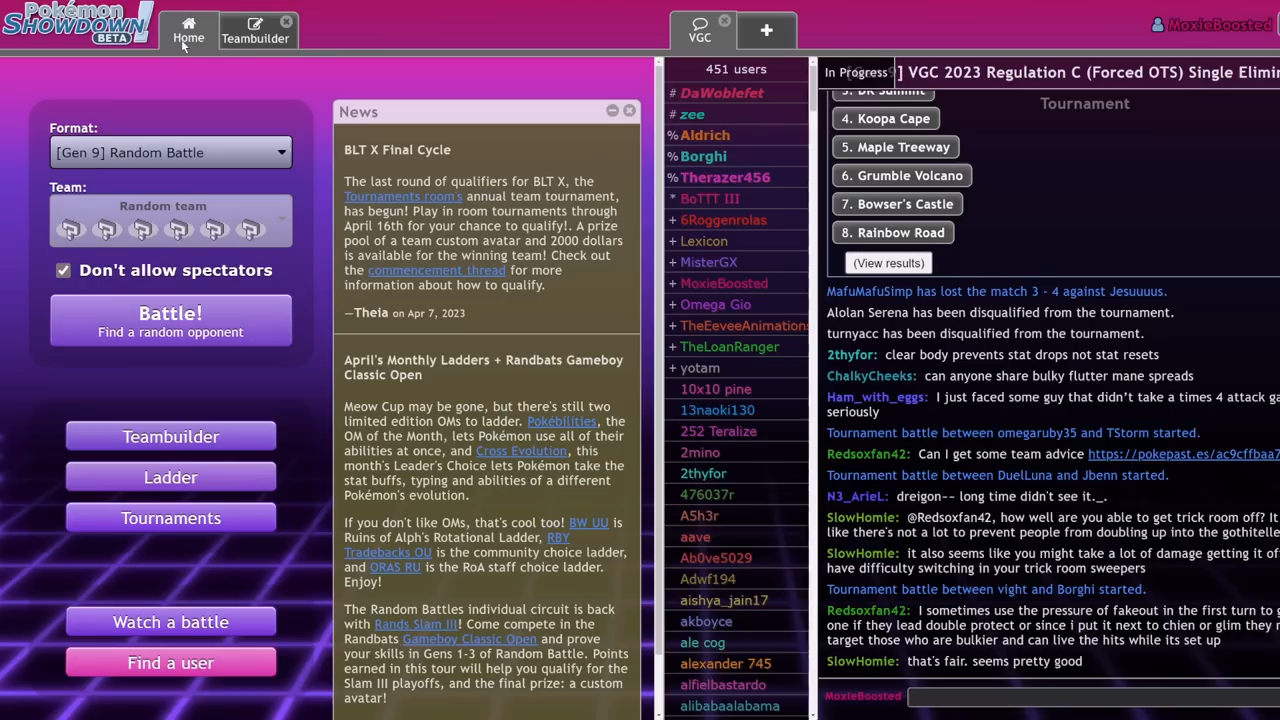 Pokémon
SHOWDOWN!
BETA
Home
Teambuilder
VGC
MoxieBoosted
Format:
[Gen 9] Random Battle
Team:
Random team
Don't allow spectators
Battle!
Find a random opponent
Teambuilder
Ladder
Tournaments
Watch a battle
Find a user
News
BLT X Final Cycle
The last round of qualifiers for BLT X, the
Tournaments room's annual team tournament,
has begun! Play in room tournaments through
April 16th for your chance to qualify!. A prize
pool of a team custom avatar and 2000 dollars
is available for the winning team! Check out
the commencement thread for more
information about how to qualify.
—Theia on Apr 7, 2023
April's Monthly Ladders + Randbats Gameboy
Classic Open
Meow Cup may be gone, but there's still two
limited edition OMs to ladder. Pokébilities, the
OM of the Month, lets Pokémon use all of their
abilities at once, and Cross Evolution, this
month's Leader's Choice lets Pokémon take the
stat buffs, typing and abilities of a different
Pokémon's evolution.
If you don't like OMs, that's cool too! BW UU is
Ruins of Alph's Rotational Ladder, RBY
Tradebacks OU is the community choice ladder,
and ORAS RU is the RoA staff choice ladder.
Enjoy!
The Random Battles individual circuit is back
with Rands Slam III! Come compete in the
Randbats Gameboy Classic Open and prove
your skills in Gens 1-3 of Random Battle. Points
earned in this tour will help you qualify for the
Slam III playoffs, and the final prize: a custom
avatar!
451 users
# DaWoblefet
# zee
% Aldrich
% Borghi
% Therazer456
* BoTTT III
+ 6Roggenrolas
+ Lexicon
+ MisterGX
+ MoxieBoosted
+ Omega Gio
+ TheEeveeAnimation
+ TheLoanRanger
+ yotam
10x10 pine
13naoki130
252 Teralize
2mino
2thyfor
476037r
A5h3r
aave
Ab0ve5029
Adwf194
aishya_jain17
akboyce
ale cog
alexander 745
alfielbastardo
alibabaalabama
In Progress
] VGC 2023 Regulation C (Forced OTS) Single Elimi
Tournament
3. DK Summit
4. Koopa Cape
5. Maple Treeway
6. Grumble Volcano
7. Bowser's Castle
8. Rainbow Road
(View results)
MafuMafuSimp has lost the match 3 - 4 against Jesuuuus.
Alolan Serena has been disqualified from the tournament.
turnyacc has been disqualified from the tournament.
2thyfor: clear body prevents stat drops not stat resets
ChalkyCheeks: can anyone share bulky flutter mane spreads
Ham_with_eggs: I just faced some guy that didn't take a times 4 attack ga
seriously
Tournament battle between omegaruby35 and TStorm started.
Redsoxfan42: Can I get some team advice https://pokepast.es/ac9cffbaa7
Tournament battle between DuelLuna and Jbenn started.
N3_ArieL: dreigon-- long time didn't see it._.
SlowHomie: @Redsoxfan42, how well are you able to get trick room off? It
like there's not a lot to prevent people from doubling up into the gothitelle
SlowHomie: it also seems like you might take a lot of damage getting it of
have difficulty switching in your trick room sweepers
Tournament battle between vight and Borghi started.
Redsoxfan42: I sometimes use the pressure of fakeout in the first turn to g
one if they lead double protect or since i put it next to chien or glim they m
target those who are bulkier and can live the hits while its set up
SlowHomie: that's fair. seems pretty good
MoxieBoosted